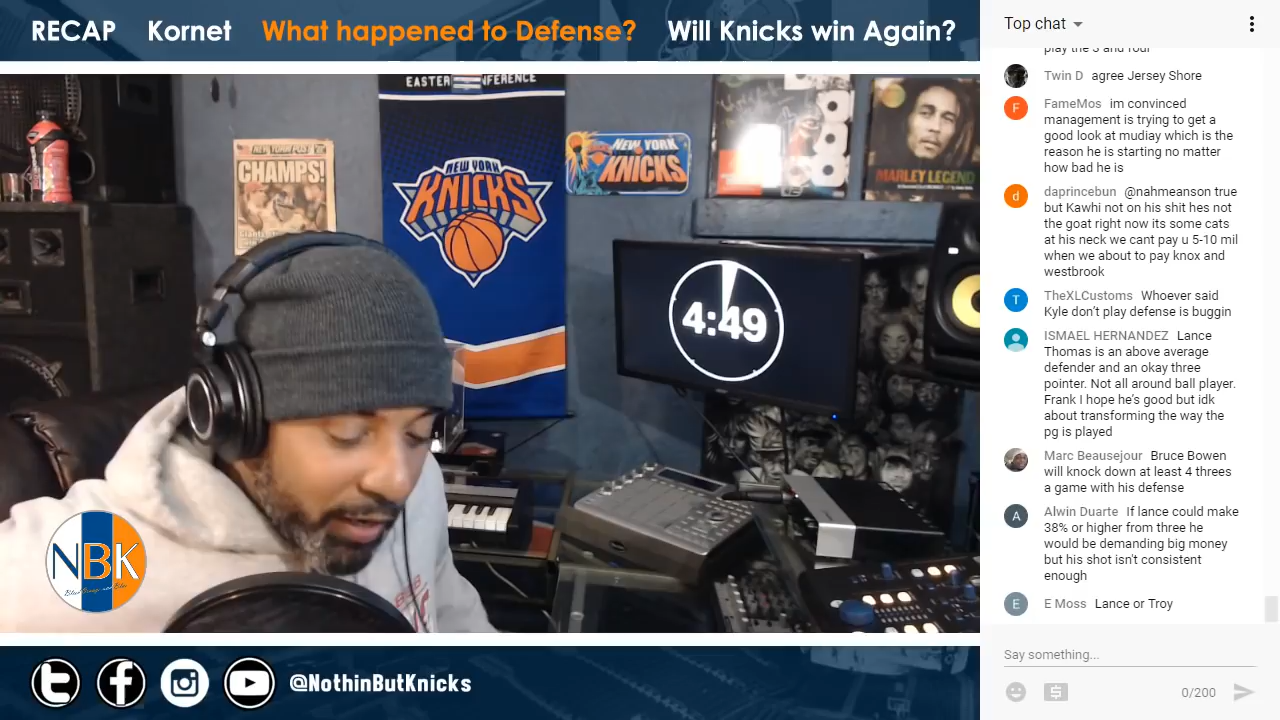 RECAP Kornet What happened to Defense? Will Knicks win Again?
EASTERN CONFERENCE
NEW YORK POST
CHAMPS!
NEW YORK
KNICKS
NEW YORK
KNICKS
MARLEY LEGEND
4:49
NBK
@NothinButKnicks
Top chat
play the 3 and four
Twin D agree Jersey Shore
FameMos im convinced
management is trying to get a
good look at mudiay which is the
reason he is starting no matter
how bad he is
daprincebun @nahmeanson true
but Kawhi not on his shit hes not
the goat right now its some cats
at his neck we cant pay u 5-10 mil
when we about to pay knox and
westbrook
TheXLCustoms Whoever said
Kyle don't play defense is buggin
ISMAEL HERNANDEZ Lance
Thomas is an above average
defender and an okay three
pointer. Not all around ball player.
Frank I hope he's good but idk
about transforming the way the
pg is played
Marc Beausejour Bruce Bowen
will knock down at least 4 threes
a game with his defense
Alwin Duarte If lance could make
38% or higher from three he
would be demanding big money
but his shot isn't consistent
enough
E Moss Lance or Troy
Say something...
0/200